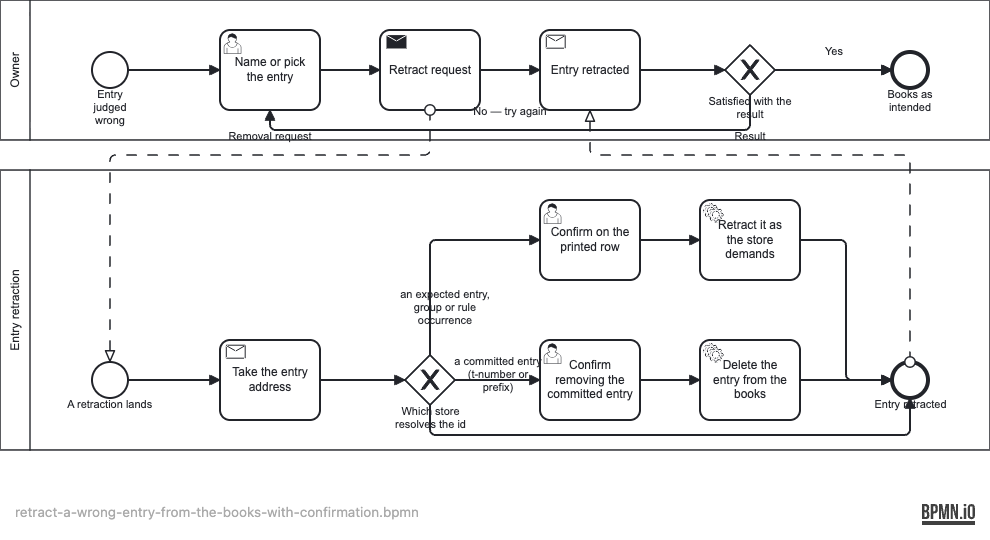 Owner
Entry
judged
wrong
Name or pick
the entry
Retract request
Entry retracted
Yes
Satisfied with the
result
Books as
intended
No — try again
Removal request
Result
Entry retraction
A retraction lands
Take the entry
address
Which store
resolves the id
an expected entry,
group or rule
occurrence
a committed entry
(t-number or
prefix)
Confirm on the
printed row
Retract it as
the store
demands
Confirm
removing the
committed entry
Delete the
entry from the
books
Entry retracted
retract-a-wrong-entry-from-the-books-with-confirmation.bpmn
BPMN.iO